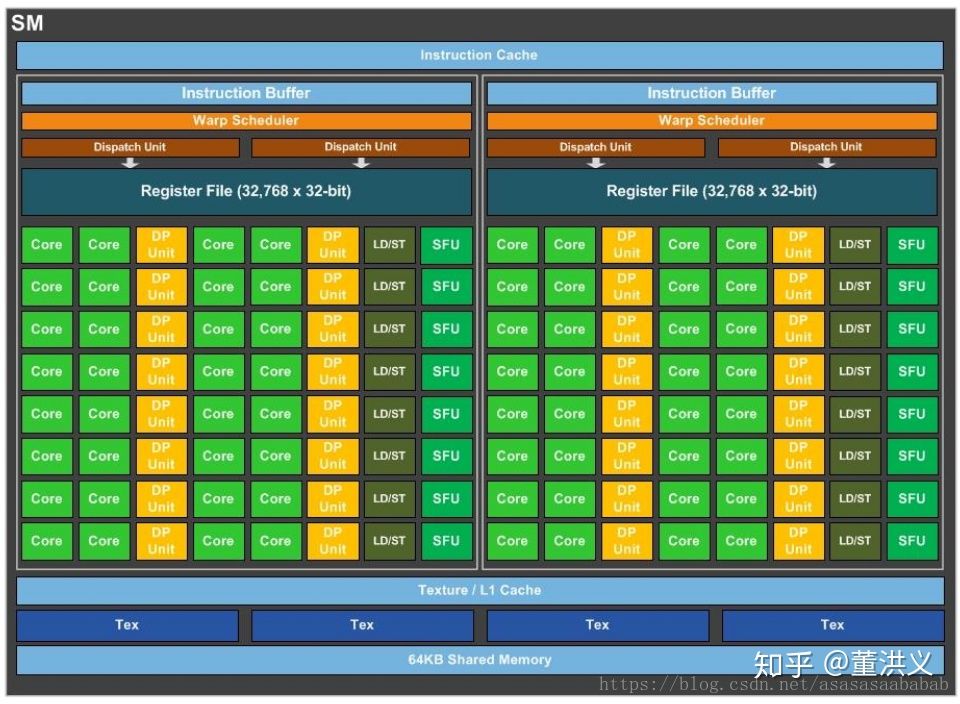 SM
Instruction Cache
Instruction Buffer Instruction Buffer
Warp Scheduler Warp Scheduler
Dispatch Unit Dispatch Unit Dispatch Unit Dispatch Unit
Register File (32,768 x 32-bit) Register File (32,768 x 32-bit)
Core Core DP Unit Core Core DP Unit LD/ST SFU Core Core DP Unit Core Core DP Unit LD/ST SFU
Core Core DP Unit Core Core DP Unit LD/ST SFU Core Core DP Unit Core Core DP Unit LD/ST SFU
Core Core DP Unit Core Core DP Unit LD/ST SFU Core Core DP Unit Core Core DP Unit LD/ST SFU
Core Core DP Unit Core Core DP Unit LD/ST SFU Core Core DP Unit Core Core DP Unit LD/ST SFU
Core Core DP Unit Core Core DP Unit LD/ST SFU Core Core DP Unit Core Core DP Unit LD/ST SFU
Core Core DP Unit Core Core DP Unit LD/ST SFU Core Core DP Unit Core Core DP Unit LD/ST SFU
Core Core DP Unit Core Core DP Unit LD/ST SFU Core Core DP Unit Core Core DP Unit LD/ST SFU
Core Core DP Unit Core Core DP Unit LD/ST SFU Core Core DP Unit Core Core DP Unit LD/ST SFU
Texture / L1 Cache
Tex Tex Tex Tex
64KB Shared Memory
知乎 @董洪义
https://blog.csdn.net/asasasaababab